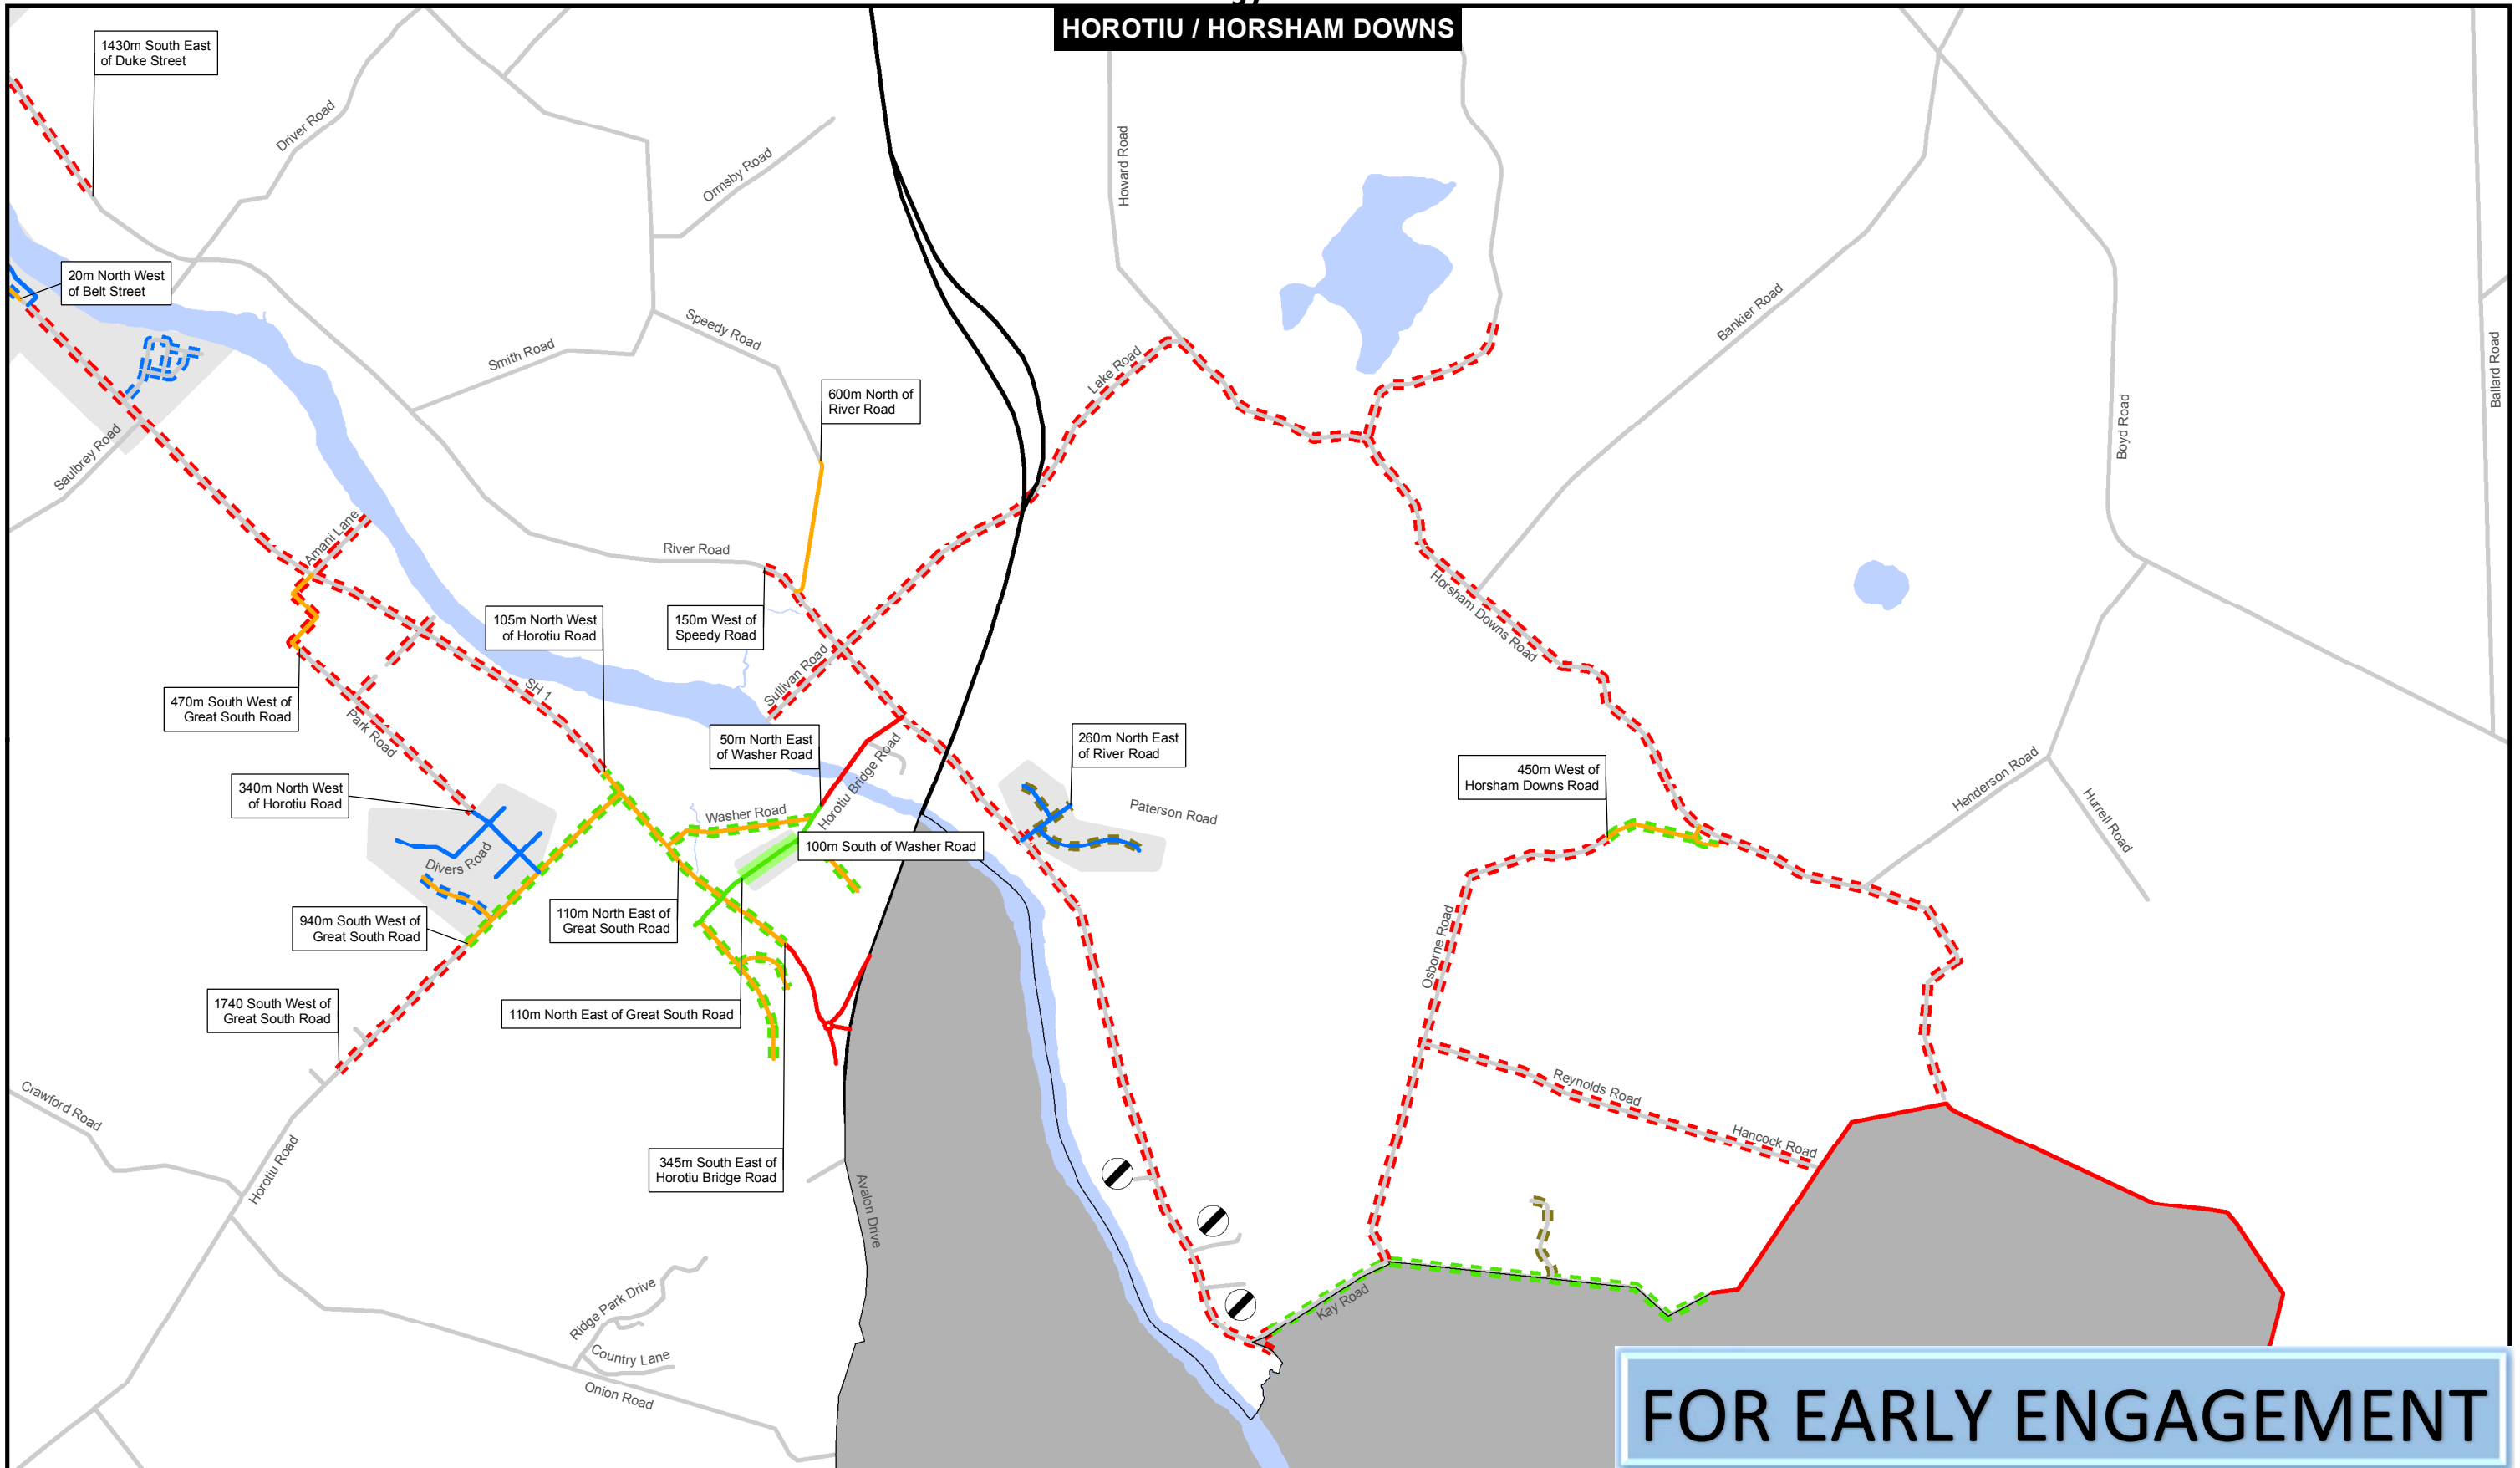 HOROTIU / HORSHAM DOWNS
1430m South East
of Duke Street
Driver Road
Ormsby Road
Howard Road
20m North West
of Belt Street
Smith Road
Speedy Road
Lake Road
Bankier Road
Ballard Road
Boyd Road
600m North of
River Road
Saulbrey Road
Amani Lane
River Road
105m North West
of Horotiu Road
150m West of
Speedy Road
Horsham Downs Road
Sullivan Road
SH 1
470m South West of
Great South Road
Park Road
50m North East
of Washer Road
Horotiu Bridge Road
260m North East
of River Road
450m West of
Horsham Downs Road
Henderson Road
Hurrell Road
340m North West
of Horotiu Road
Washer Road
Paterson Road
100m South of Washer Road
Divers Road
940m South West of
Great South Road
110m North East of
Great South Road
Osborne Road
1740 South West of
Great South Road
110m North East of Great South Road
Reynolds Road
Hancock Road
Crawford Road
Horotiu Road
345m South East of
Horotiu Bridge Road
Avalon Drive
Ridge Park Drive
Kay Road
Country Lane
Onion Road
FOR EARLY ENGAGEMENT